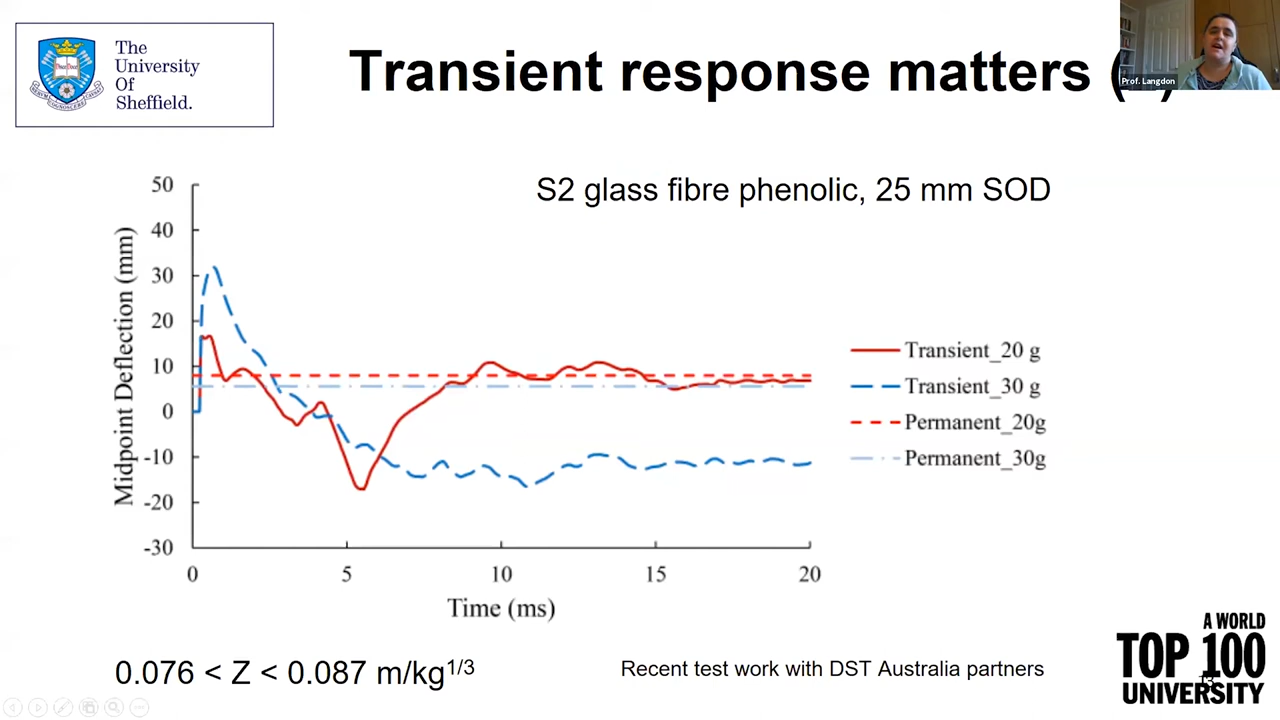 The
University
Of
Sheffield.
Transient response matters (
Prof. Langdon
S2 glass fibre phenolic, 25 mm SOD
Midpoint Deflection (mm)
50
40
30
20
10
0
-10
-20
-30
0 5 10 15 20
Time (ms)
Transient_20 g
Transient_30 g
Permanent_20g
Permanent_30g
0.076 < Z < 0.087 m/kg1/3
Recent test work with DST Australia partners
A WORLD
TOP 100
UNIVERSITY
13